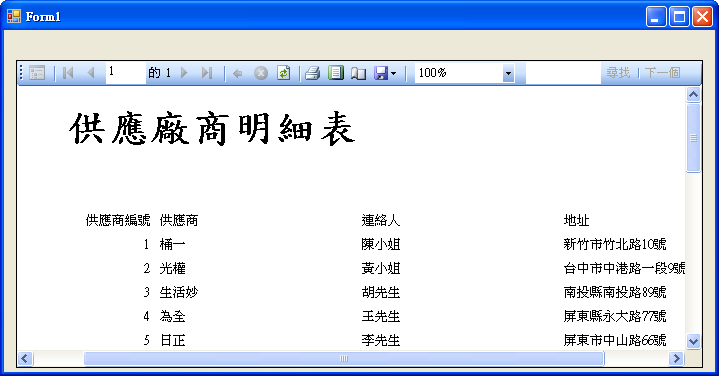 Form1
1 的 1 100% 尋找 | 下一個
供應廠商明細表
供應商編號 供應商 連絡人 地址
1 桶一 陳小姐 新竹市竹北路10號
2 光權 黃小姐 台中市中港路一段9號
3 生活妙 胡先生 南投縣南投路89號
4 為全 王先生 屏東縣永大路77號
5 日正 李先生 屏東市中山路66號